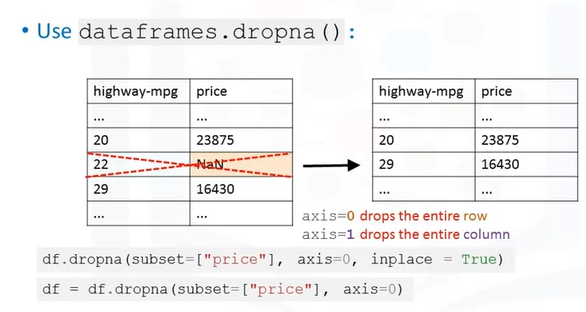 • Use dataframes.dropna():
highway-mpg price
... ...
20 23875
22 NaN
29 16430
... ...
highway-mpg price
... ...
20 23875
29 16430
... ...
axis=0 drops the entire row
axis=1 drops the entire column
df.dropna(subset=["price"], axis=0, inplace = True)
df = df.dropna(subset=["price"], axis=0)